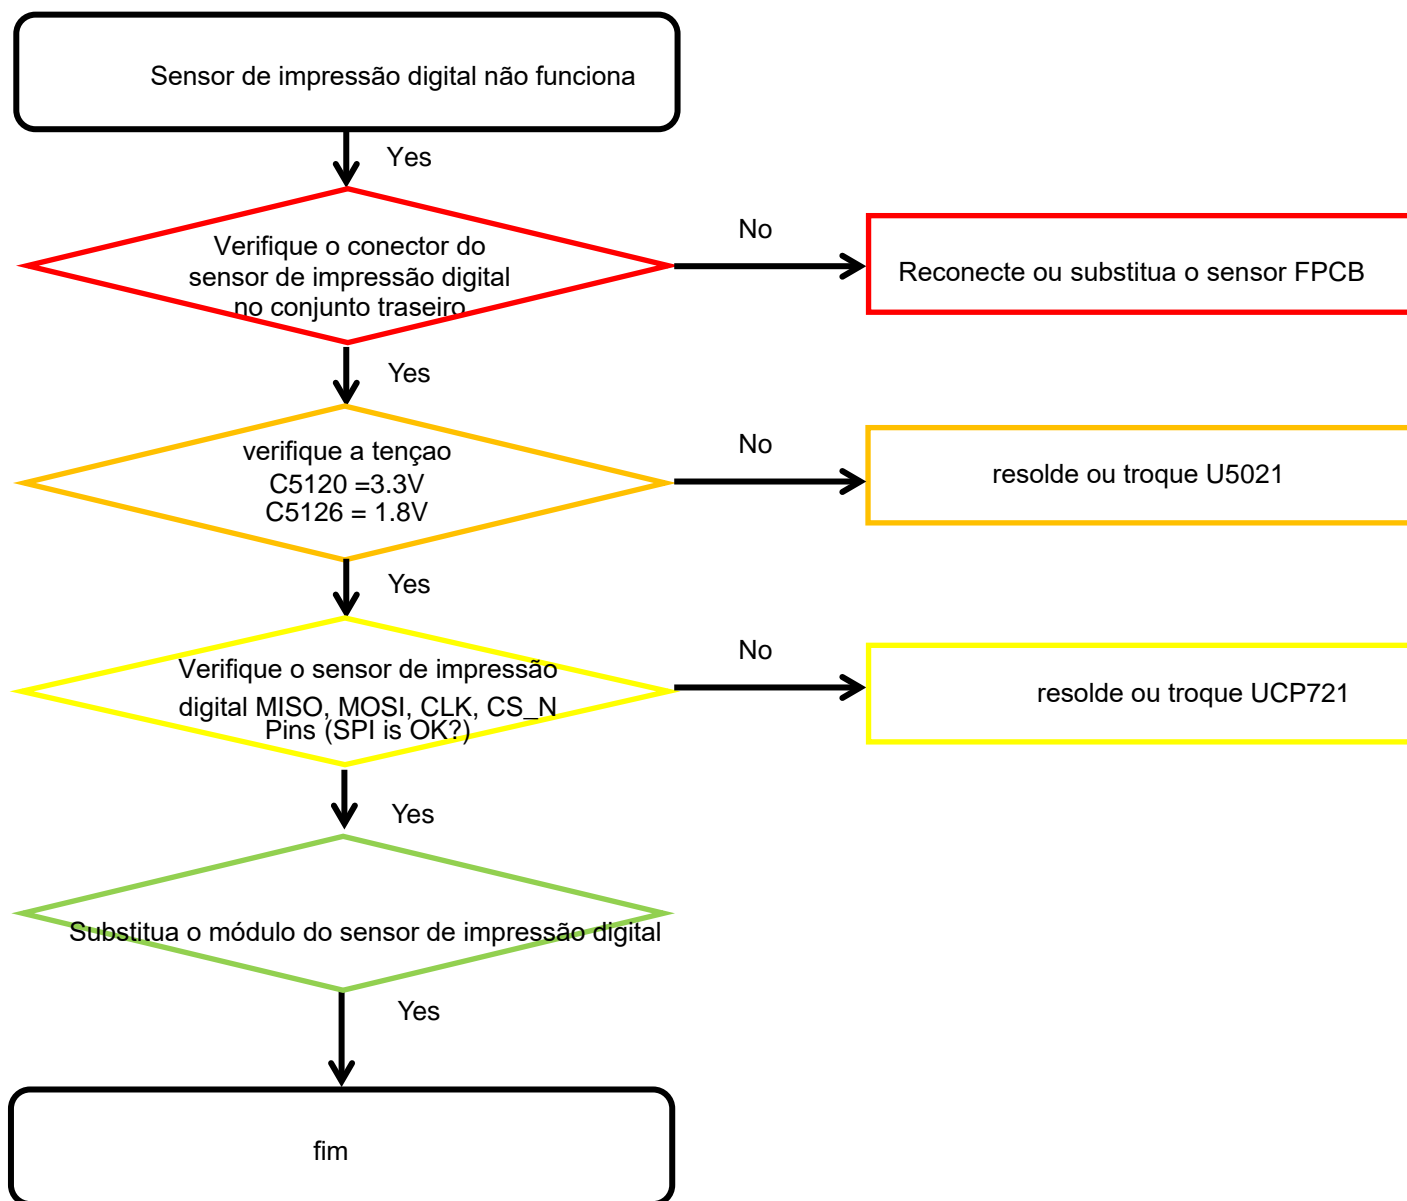 Sensor de impressão digital não funciona
Yes
Verifique o conector do
sensor de impressão digital
no conjunto traseiro
No
Reconecte ou substitua o sensor FPCB
Yes
verifique a tençao
C5120 =3.3V
C5126 = 1.8V
No
resolde ou troque U5021
Yes
Verifique o sensor de impressão
digital MISO, MOSI, CLK, CS_N
Pins (SPI is OK?)
No
resolde ou troque UCP721
Yes
Substitua o módulo do sensor de impressão digital
Yes
fim